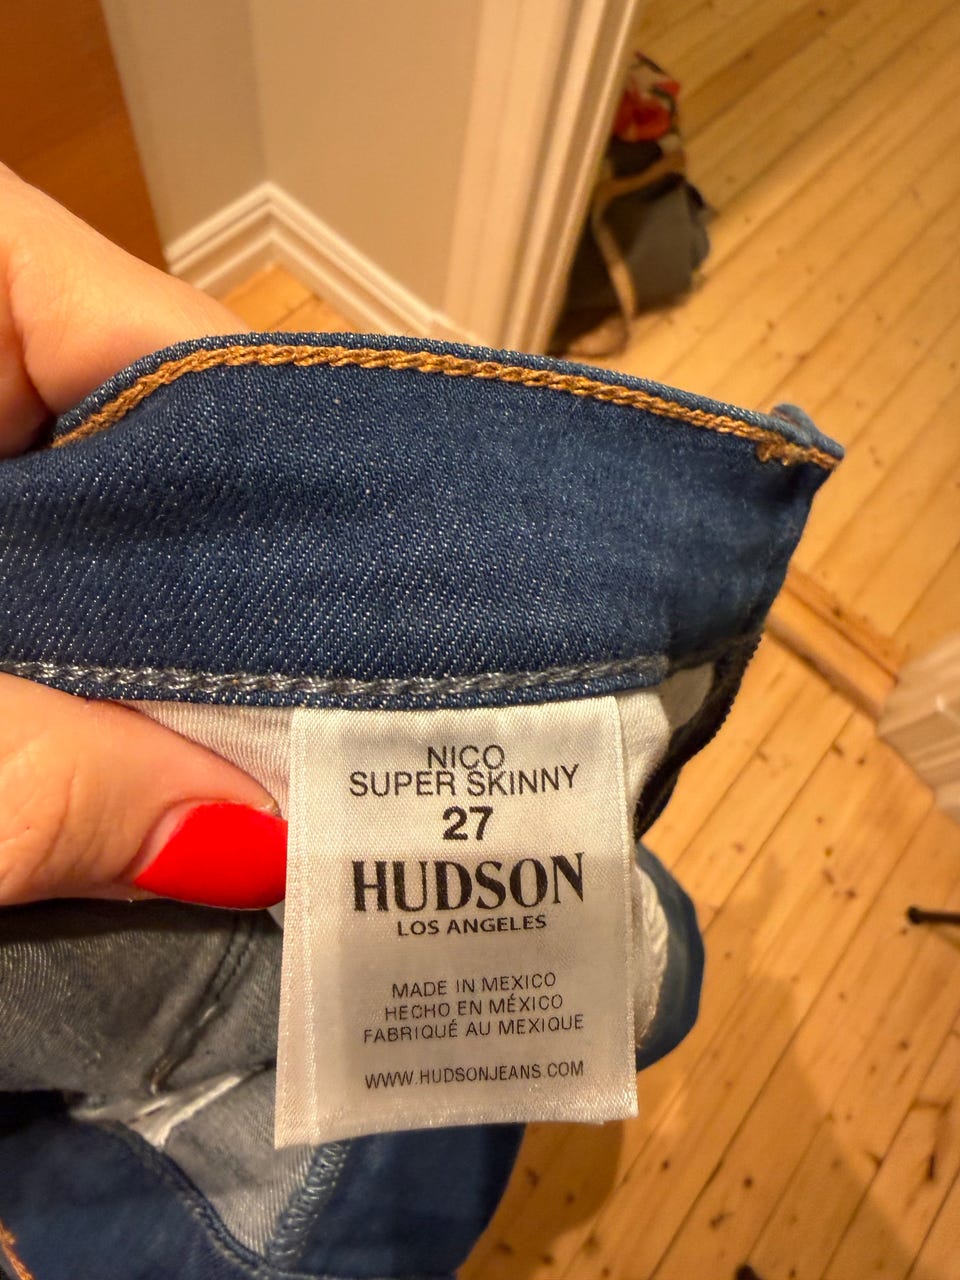 NICO
SUPER SKINNY
27
HUDSON
LOS ANGELES
MADE IN MEXICO
HECHO EN MÉXICO
FABRIQUÉ AU MEXIQUE
WWW.HUDSONJEANS.COM